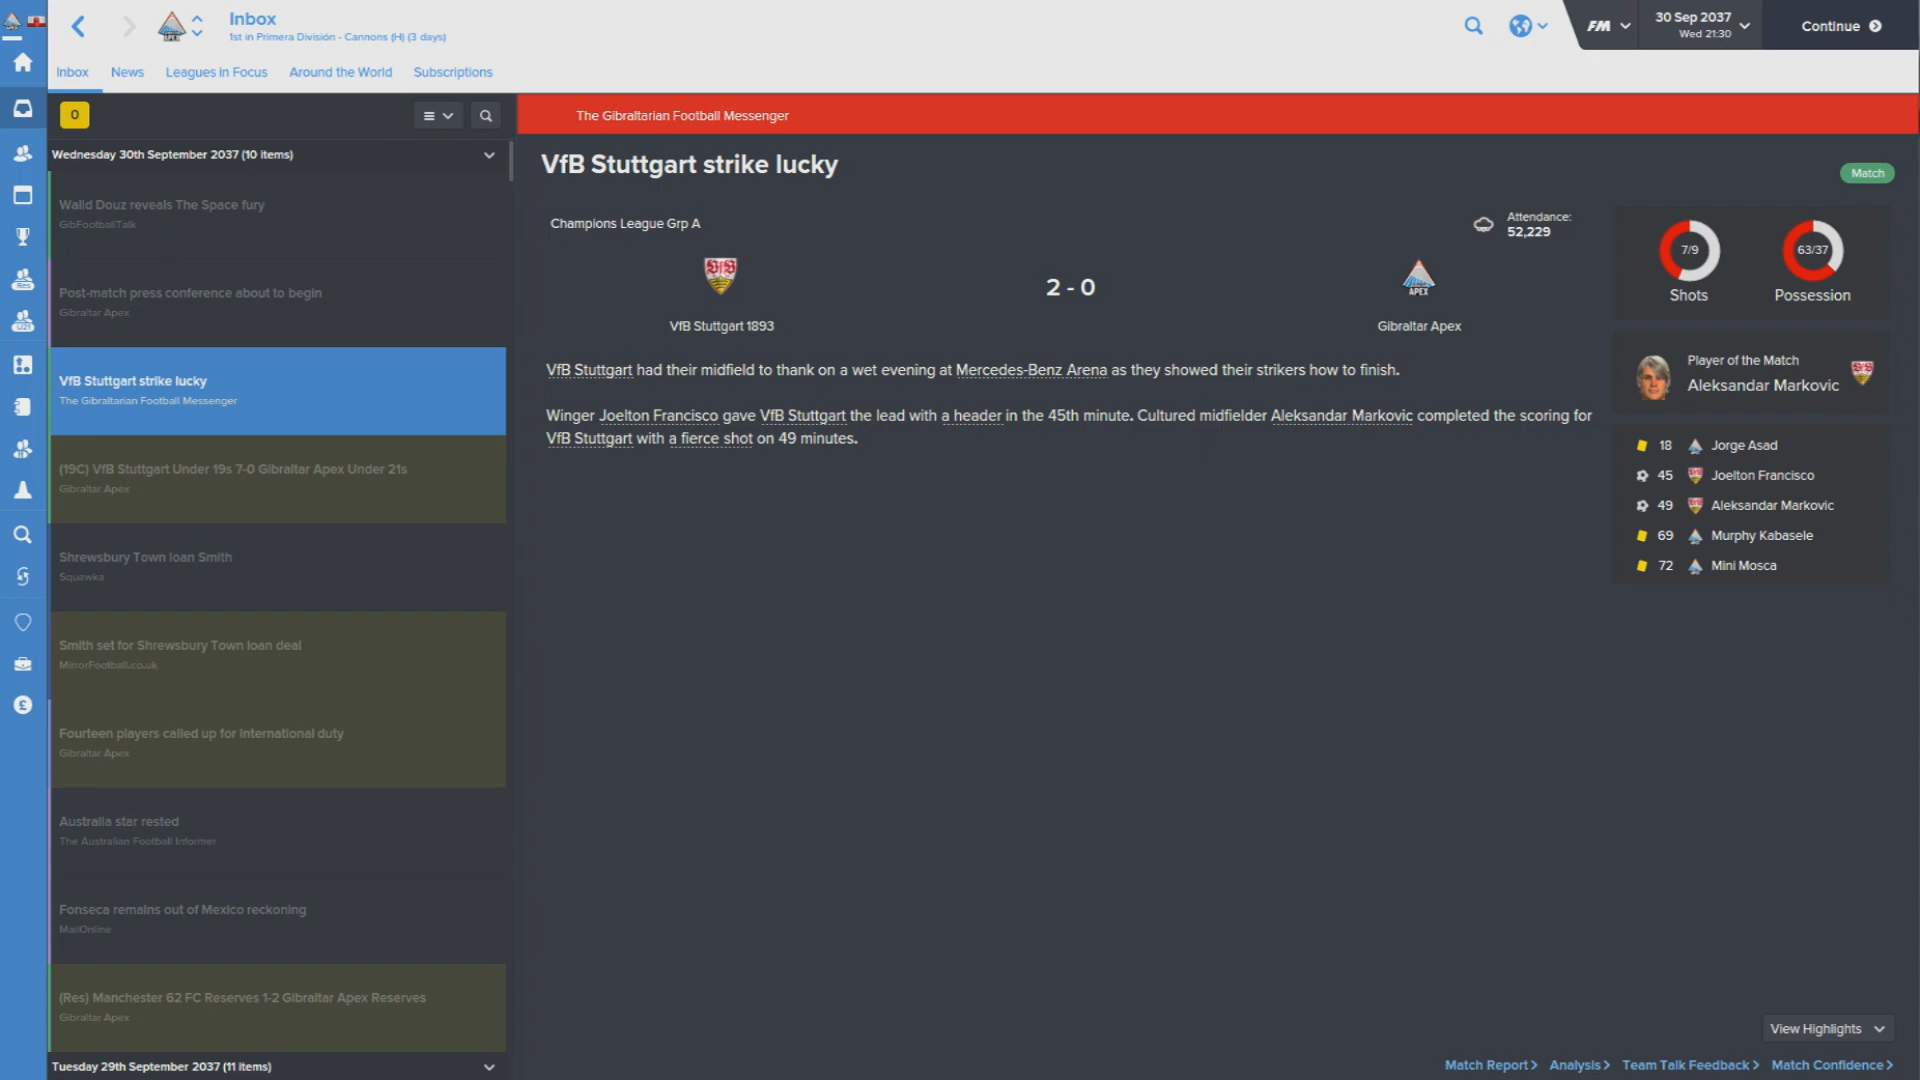 Inbox
1st in Primera División - Cannons (H) (3 days)
FM
30 Sep 2037
Wed 21:30
Continue
Inbox
News
Leagues in Focus
Around the World
Subscriptions
0
Wednesday 30th September 2037 (10 items)
Walid Douz reveals The Space fury
GibFootballTalk
Post-match press conference about to begin
Gibraltar Apex
VfB Stuttgart strike lucky
The Gibraltarian Football Messenger
(19C) VfB Stuttgart Under 19s 7-0 Gibraltar Apex Under 21s
Gibraltar Apex
Shrewsbury Town loan Smith
Squawka
Smith set for Shrewsbury Town loan deal
MirrorFootball.co.uk
Fourteen players called up for international duty
Gibraltar Apex
Australia star rested
The Australian Football Informer
Fonseca remains out of Mexico reckoning
MailOnline
(Res) Manchester 62 FC Reserves 1-2 Gibraltar Apex Reserves
Gibraltar Apex
Tuesday 29th September 2037 (11 items)
Res
U21
£
The Gibraltarian Football Messenger
VfB Stuttgart strike lucky
Match
Champions League Grp A
Attendance:
52,229
VfB
APEX
2 - 0
VfB Stuttgart 1893
Gibraltar Apex
VfB Stuttgart had their midfield to thank on a wet evening at Mercedes-Benz Arena as they showed their strikers how to finish.
Winger Joelton Francisco gave VfB Stuttgart the lead with a header in the 45th minute. Cultured midfielder Aleksandar Markovic completed the scoring for
VfB Stuttgart with a fierce shot on 49 minutes.
7/9
63/37
Shots
Possession
Player of the Match
Aleksandar Markovic
18 Jorge Asad
45 Joelton Francisco
49 Aleksandar Markovic
69 Murphy Kabasele
72 Mini Mosca
View Highlights
Match Report
Analysis
Team Talk Feedback
Match Confidence